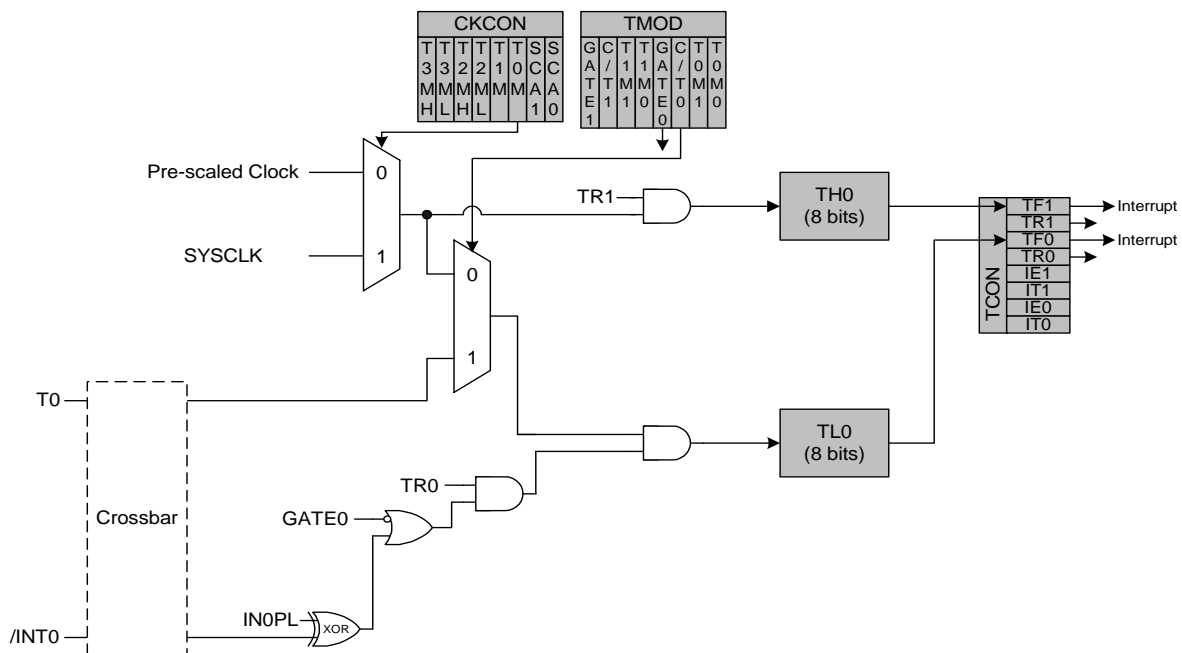 CKCON
T3MH
T3ML
T2MH
T2ML
T1M
T0M
SCA1
SCA0
TMOD
GATE1
C/T1
T1M1
T1M0
GATE0
C/T0
T0M1
T0M0
Pre-scaled Clock
0
SYSCLK
1
TR1
TH0
(8 bits)
TCON
TF1
TR1
TF0
TR0
IE1
IT1
IE0
IT0
Interrupt
Interrupt
0
1
T0
Crossbar
/INT0
TL0
(8 bits)
TR0
GATE0
IN0PL
XOR